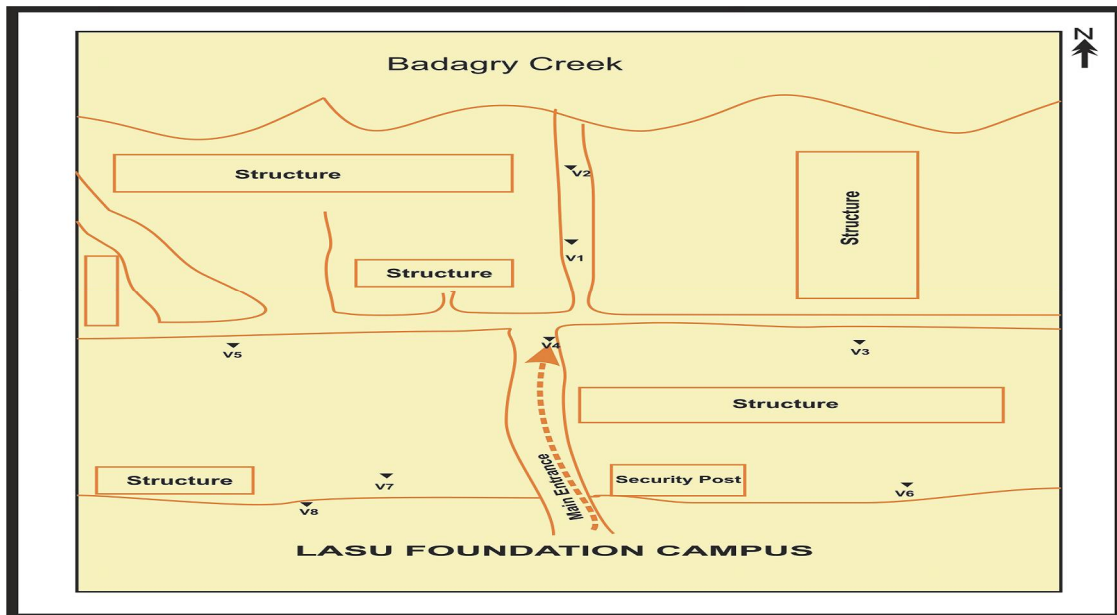 N
Badagry Creek
Structure
V2
Structure
V1
Structure
V4
V5
V3
Structure
Structure
Security Post
V7
V6
V8
Main Entrance
LASU FOUNDATION CAMPUS